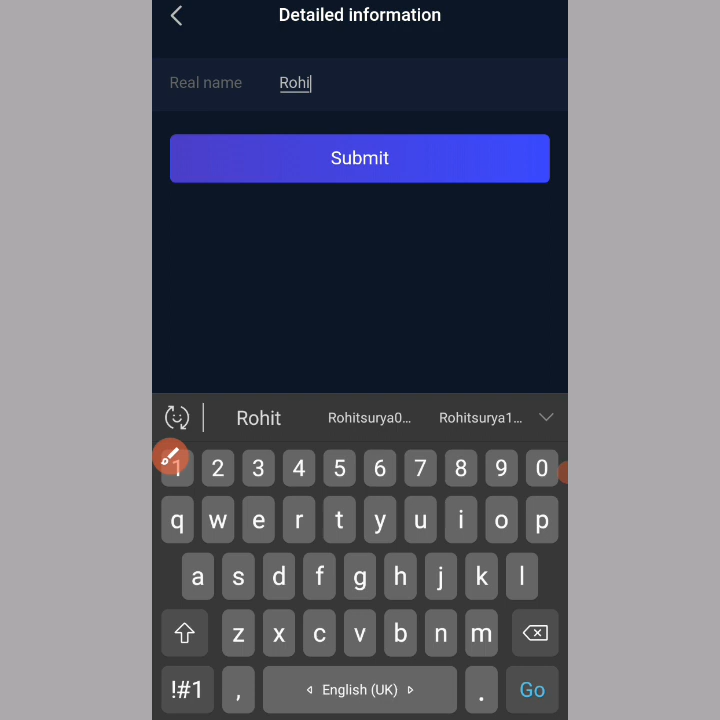 Detailed information
Real name Rohi
Submit
Rohit Rohitsurya0... Rohitsurya1...
1 2 3 4 5 6 7 8 9 0
q w e r t y u i o p
a s d f g h j k l
z x c v b n m
!#1 , English (UK) . Go